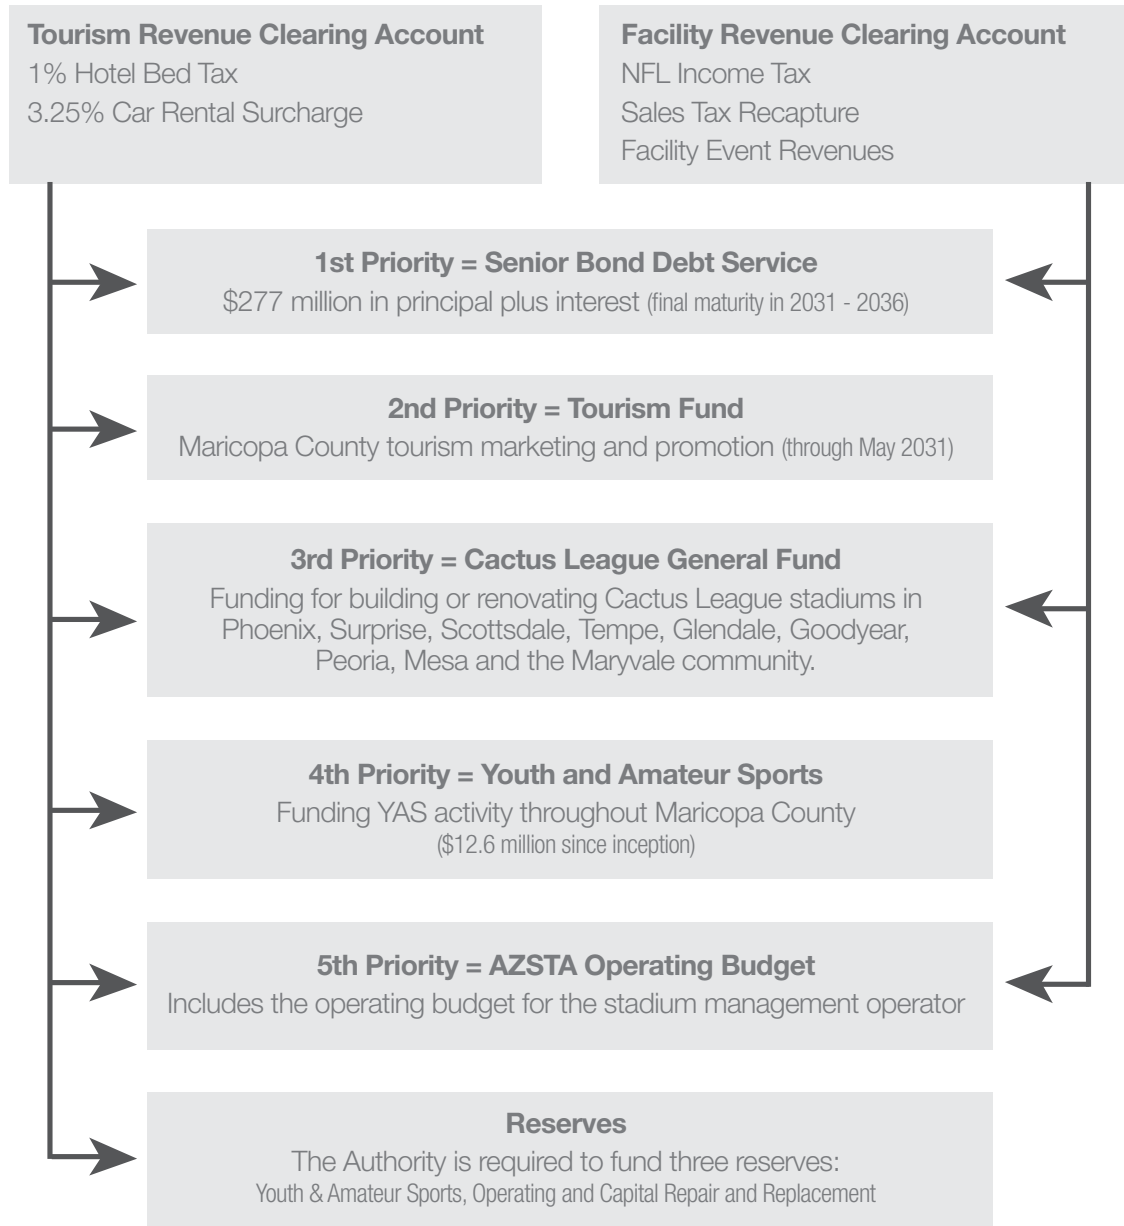 Tourism Revenue Clearing Account
1% Hotel Bed Tax
3.25% Car Rental Surcharge
Facility Revenue Clearing Account
NFL Income Tax
Sales Tax Recapture
Facility Event Revenues
1st Priority = Senior Bond Debt Service
$277 million in principal plus interest (final maturity in 2031 - 2036)
2nd Priority = Tourism Fund
Maricopa County tourism marketing and promotion (through May 2031)
3rd Priority = Cactus League General Fund
Funding for building or renovating Cactus League stadiums in
Phoenix, Surprise, Scottsdale, Tempe, Glendale, Goodyear,
Peoria, Mesa and the Maryvale community.
4th Priority = Youth and Amateur Sports
Funding YAS activity throughout Maricopa County
($12.6 million since inception)
5th Priority = AZSTA Operating Budget
Includes the operating budget for the stadium management operator
Reserves
The Authority is required to fund three reserves:
Youth & Amateur Sports, Operating and Capital Repair and Replacement